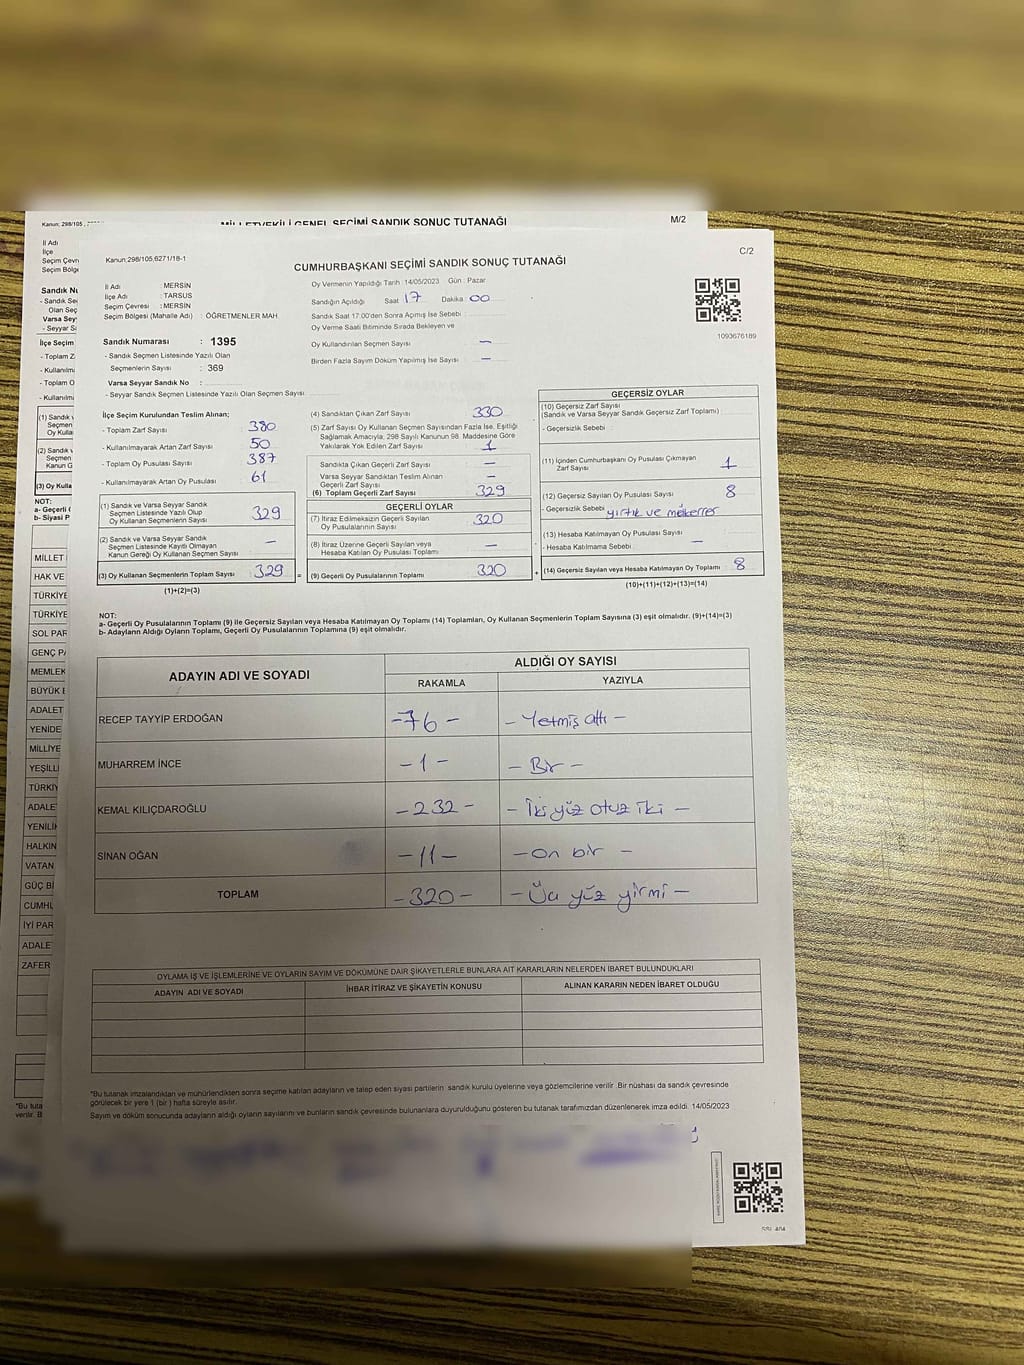 Kanun: 298/105
MİLLETVEKİLİ GENEL SEÇİMİ SANDIK SONUÇ TUTANAĞI
M/2
İl Adı
İlçe
Seçim Çevre
Seçim Bölge
Kanun:298/105,6271/18-1
C/2
CUMHURBAŞKANI SEÇİMİ SANDIK SONUÇ TUTANAĞI
İl Adı : MERSİN
İlçe Adı : TARSUS
Seçim Çevresi : MERSİN
Seçim Bölgesi (Mahalle Adı) : ÖĞRETMENLER MAH.
Oy Vermenin Yapıldığı Tarih :14/05/2023 Gün : Pazar
Sandığın Açıldığı Saat 17 Dakika 00
Sandık Saat 17:00'den Sonra Açılmış İse Sebebi :
Oy Verme Saati Bitiminde Sırada Bekleyen ve
Oy Kullandırılan Seçmen Sayısı : —
Birden Fazla Sayım Döküm Yapılmış İse Sayısı : —
1093676189
Sandık Numarası : 1395
- Sandık Seçmen Listesinde Yazılı Olan
Seçmenlerin Sayısı : 369
Varsa Seyyar Sandık No :
- Seyyar Sandık Seçmen Listesinde Yazılı Olan Seçmen Sayısı
İlçe Seçim Kurulundan Teslim Alınan;
- Toplam Zarf Sayısı 380
- Kullanılmayarak Artan Zarf Sayısı 50
- Toplam Oy Pusulası Sayısı 387
- Kullanılmayarak Artan Oy Pusulası 61
(1) Sandık ve Varsa Seyyar Sandık
Seçmen Listesinde Yazılı Olup
Oy Kullanan Seçmenlerin Sayısı 329
(2) Sandık ve Varsa Seyyar Sandık
Seçmen Listesinde Kayıtlı Olmayan
Kanun Gereği Oy Kullanan Seçmen Sayısı —
(3) Oy Kullanan Seçmenlerin Toplam Sayısı 329 =
(1)+(2)=(3)
(4) Sandıktan Çıkan Zarf Sayısı 330
(5) Zarf Sayısı Oy Kullanan Seçmen Sayısından Fazla İse, Eşitliği
Sağlamak Amacıyla, 298 Sayılı Kanunun 98. Maddesine Göre
Yakılarak Yok Edilen Zarf Sayısı 1
Sandıkta Çıkan Geçerli Zarf Sayısı —
Varsa Seyyar Sandıktan Teslim Alınan
Geçerli Zarf Sayısı —
(6) Toplam Geçerli Zarf Sayısı 329
GEÇERLİ OYLAR
(7) İtiraz Edilmeksizin Geçerli Sayılan
Oy Pusulalarının Sayısı 320
(8) İtiraz Üzerine Geçerli Sayılan veya
Hesaba Katılan Oy Pusulası Toplamı —
(9) Geçerli Oy Pusulalarının Toplamı 320 +
GEÇERSİZ OYLAR
(10) Geçersiz Zarf Sayısı
(Sandık ve Varsa Seyyar Sandık Geçersiz Zarf Toplamı)
- Geçersizlik Sebebi :
(11) İçinden Cumhurbaşkanı Oy Pusulası Çıkmayan
Zarf Sayısı 1
(12) Geçersiz Sayılan Oy Pusulası Sayısı 8
- Geçersizlik Sebebi : yırtık ve mükerrer
(13) Hesaba Katılmayan Oy Pusulası Sayısı
- Hesaba Katılmama Sebebi : —
(14) Geçersiz Sayılan veya Hesaba Katılmayan Oy Toplamı 8
(10)+(11)+(12)+(13)=(14)
NOT:
a- Geçerli Oy Pusulalarının Toplamı (9) ile Geçersiz Sayılan veya Hesaba Katılmayan Oy Toplamı (14) Toplamları, Oy Kullanan Seçmenlerin Toplam Sayısına (3) eşit olmalıdır. (9)+(14)=(3)
b- Adayların Aldığı Oyların Toplamı, Geçerli Oy Pusulalarının Toplamına (9) eşit olmalıdır.
ADAYIN ADI VE SOYADI
ALDIĞI OY SAYISI
RAKAMLA YAZIYLA
RECEP TAYYİP ERDOĞAN -76- - Yetmiş altı -
MUHARREM İNCE -1- - Bir -
KEMAL KILIÇDAROĞLU -232- - İki yüz otuz iki -
SİNAN OĞAN -11- - On bir -
TOPLAM -320- - Üç yüz yirmi -
OYLAMA İŞ VE İŞLEMLERİNE VE OYLARIN SAYIM VE DÖKÜMÜNE DAİR ŞİKAYETLERLE BUNLARA AİT KARARLARIN NELERDEN İBARET BULUNDUKLARI
ADAYIN ADI VE SOYADI
İHBAR İTİRAZ VE ŞİKAYETİN KONUSU
ALINAN KARARIN NEDEN İBARET OLDUĞU
*Bu tutanak imzalandıktan ve mühürlendikten sonra seçime katılan adayların ve talep eden siyasi partilerin sandık kurulu üyelerine veya gözlemcilerine verilir. Bir nüshası da sandık çevresinde
görülecek bir yere 1 (bir ) hafta süreyle asılır.
Sayım ve döküm sonucunda adayların aldığı oyların sayılarını ve bunların sandık çevresinde bulunanlara duyurulduğunu gösteren bu tutanak tarafımızdan düzenlenerek imza edildi. 14/05/2023
Sandık Nu
- Sandık Se
Olan Seç
Varsa Sey
- Seyyar S
İlçe Seçim
- Toplam Z
- Kullanılm
- Toplam O
- Kullanılm
(1) Sandık v
Seçmen
Oy Kulla
(2) Sandık v
Seçmen
Kanun G
(3) Oy Kulla
NOT:
a- Geçerli (
b- Siyasi P
MİLLET
HAK VE
TÜRKİYE
TÜRKİYE
SOL PAR
GENÇ PA
MEMLEK
BÜYÜK B
ADALET
YENİDE
MİLLİYE
YEŞİLL
TÜRKİY
ADALE
YENİLİK
HALKIN
VATAN
GÜÇ Bİ
CUMHU
İYİ PAR
ADALE
ZAFER
*Bu tuta
verilir. B